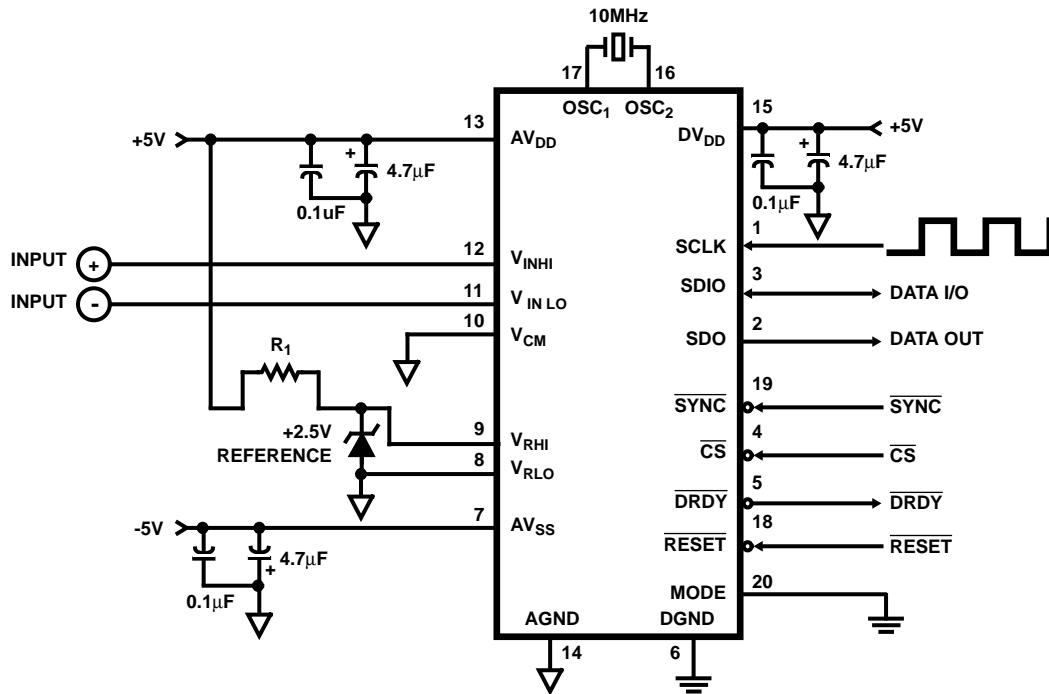 10MHz
17
16
OSC1
OSC2
+5V
13
AVDD
+
4.7μF
0.1uF
15
DVDD
+5V
+
4.7μF
0.1μF
1
SCLK
INPUT
+
12
VINHI
INPUT
-
11
VIN LO
10
VCM
3
SDIO
DATA I/O
2
SDO
DATA OUT
R1
+2.5V
REFERENCE
9
VRHI
8
VRLO
19
SYNC
SYNC
4
CS
CS
5
DRDY
DRDY
18
RESET
RESET
-5V
7
AVSS
4.7μF
+
0.1μF
MODE
20
AGND
DGND
14
6